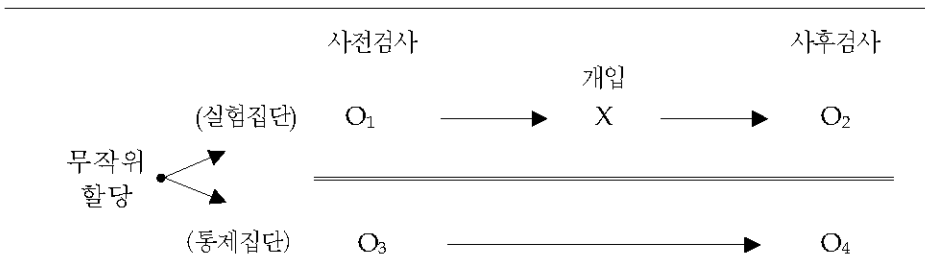 사전검사 사후검사
개입
(실험집단) O₁ X O₂
무작위
할당
(통제집단) O₃ O₄